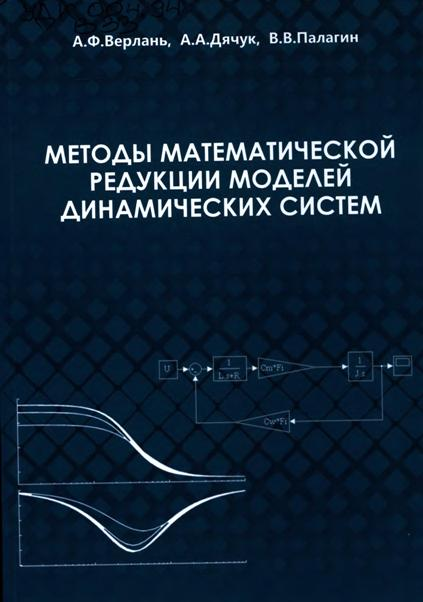 А.Ф.Верлань, А.А.Дячук, В.В.Палагин
МЕТОДЫ МАТЕМАТИЧЕСКОЙ
РЕДУКЦИИ МОДЕЛЕЙ
ДИНАМИЧЕСКИХ СИСТЕМ
U
1
L.s+R
Cm*Fi
1
J.s
Cw*Fi